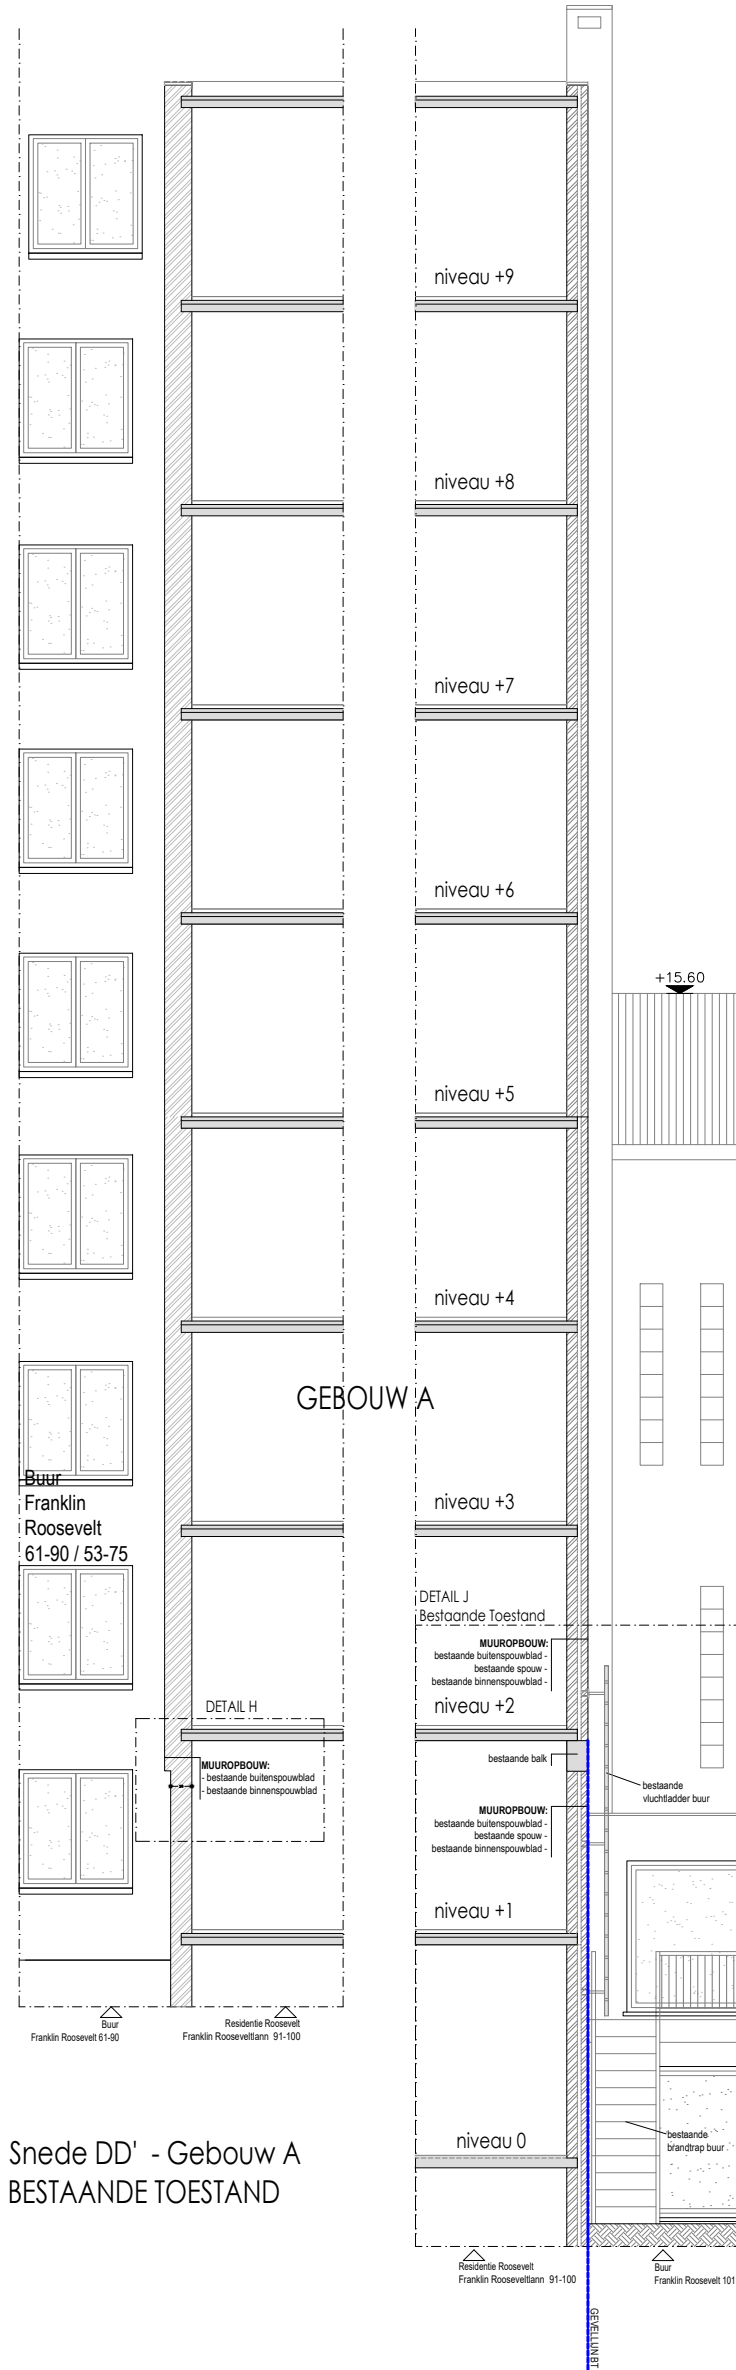 niveau +9
niveau +8
niveau +7
niveau +6
+15.60
niveau +5
niveau +4
GEBOUW A
Buur
Franklin
Roosevelt
61-90 / 53-75
niveau +3
DETAIL J
Bestaande Toestand
MUUROPBOUW:
bestaande buitenspouwblad -
bestaande spouw -
bestaande binnenspouwblad -
niveau +2
DETAIL H
MUUROPBOUW:
- bestaande buitenspouwblad
- bestaande binnenspouwblad
bestaande balk
bestaande
vluchtladder buur
MUUROPBOUW:
bestaande buitenspouwblad -
bestaande spouw -
bestaande binnenspouwblad -
niveau +1
Buur
Franklin Roosevelt 61-90
Residentie Roosevelt
Franklin Rooseveltlann 91-100
niveau 0
bestaande
brandtrap buur
Snede DD' - Gebouw A
BESTAANDE TOESTAND
Residentie Roosevelt
Franklin Rooseveltlann 91-100
Buur
Franklin Roosevelt 101
GEVELLIJN BT